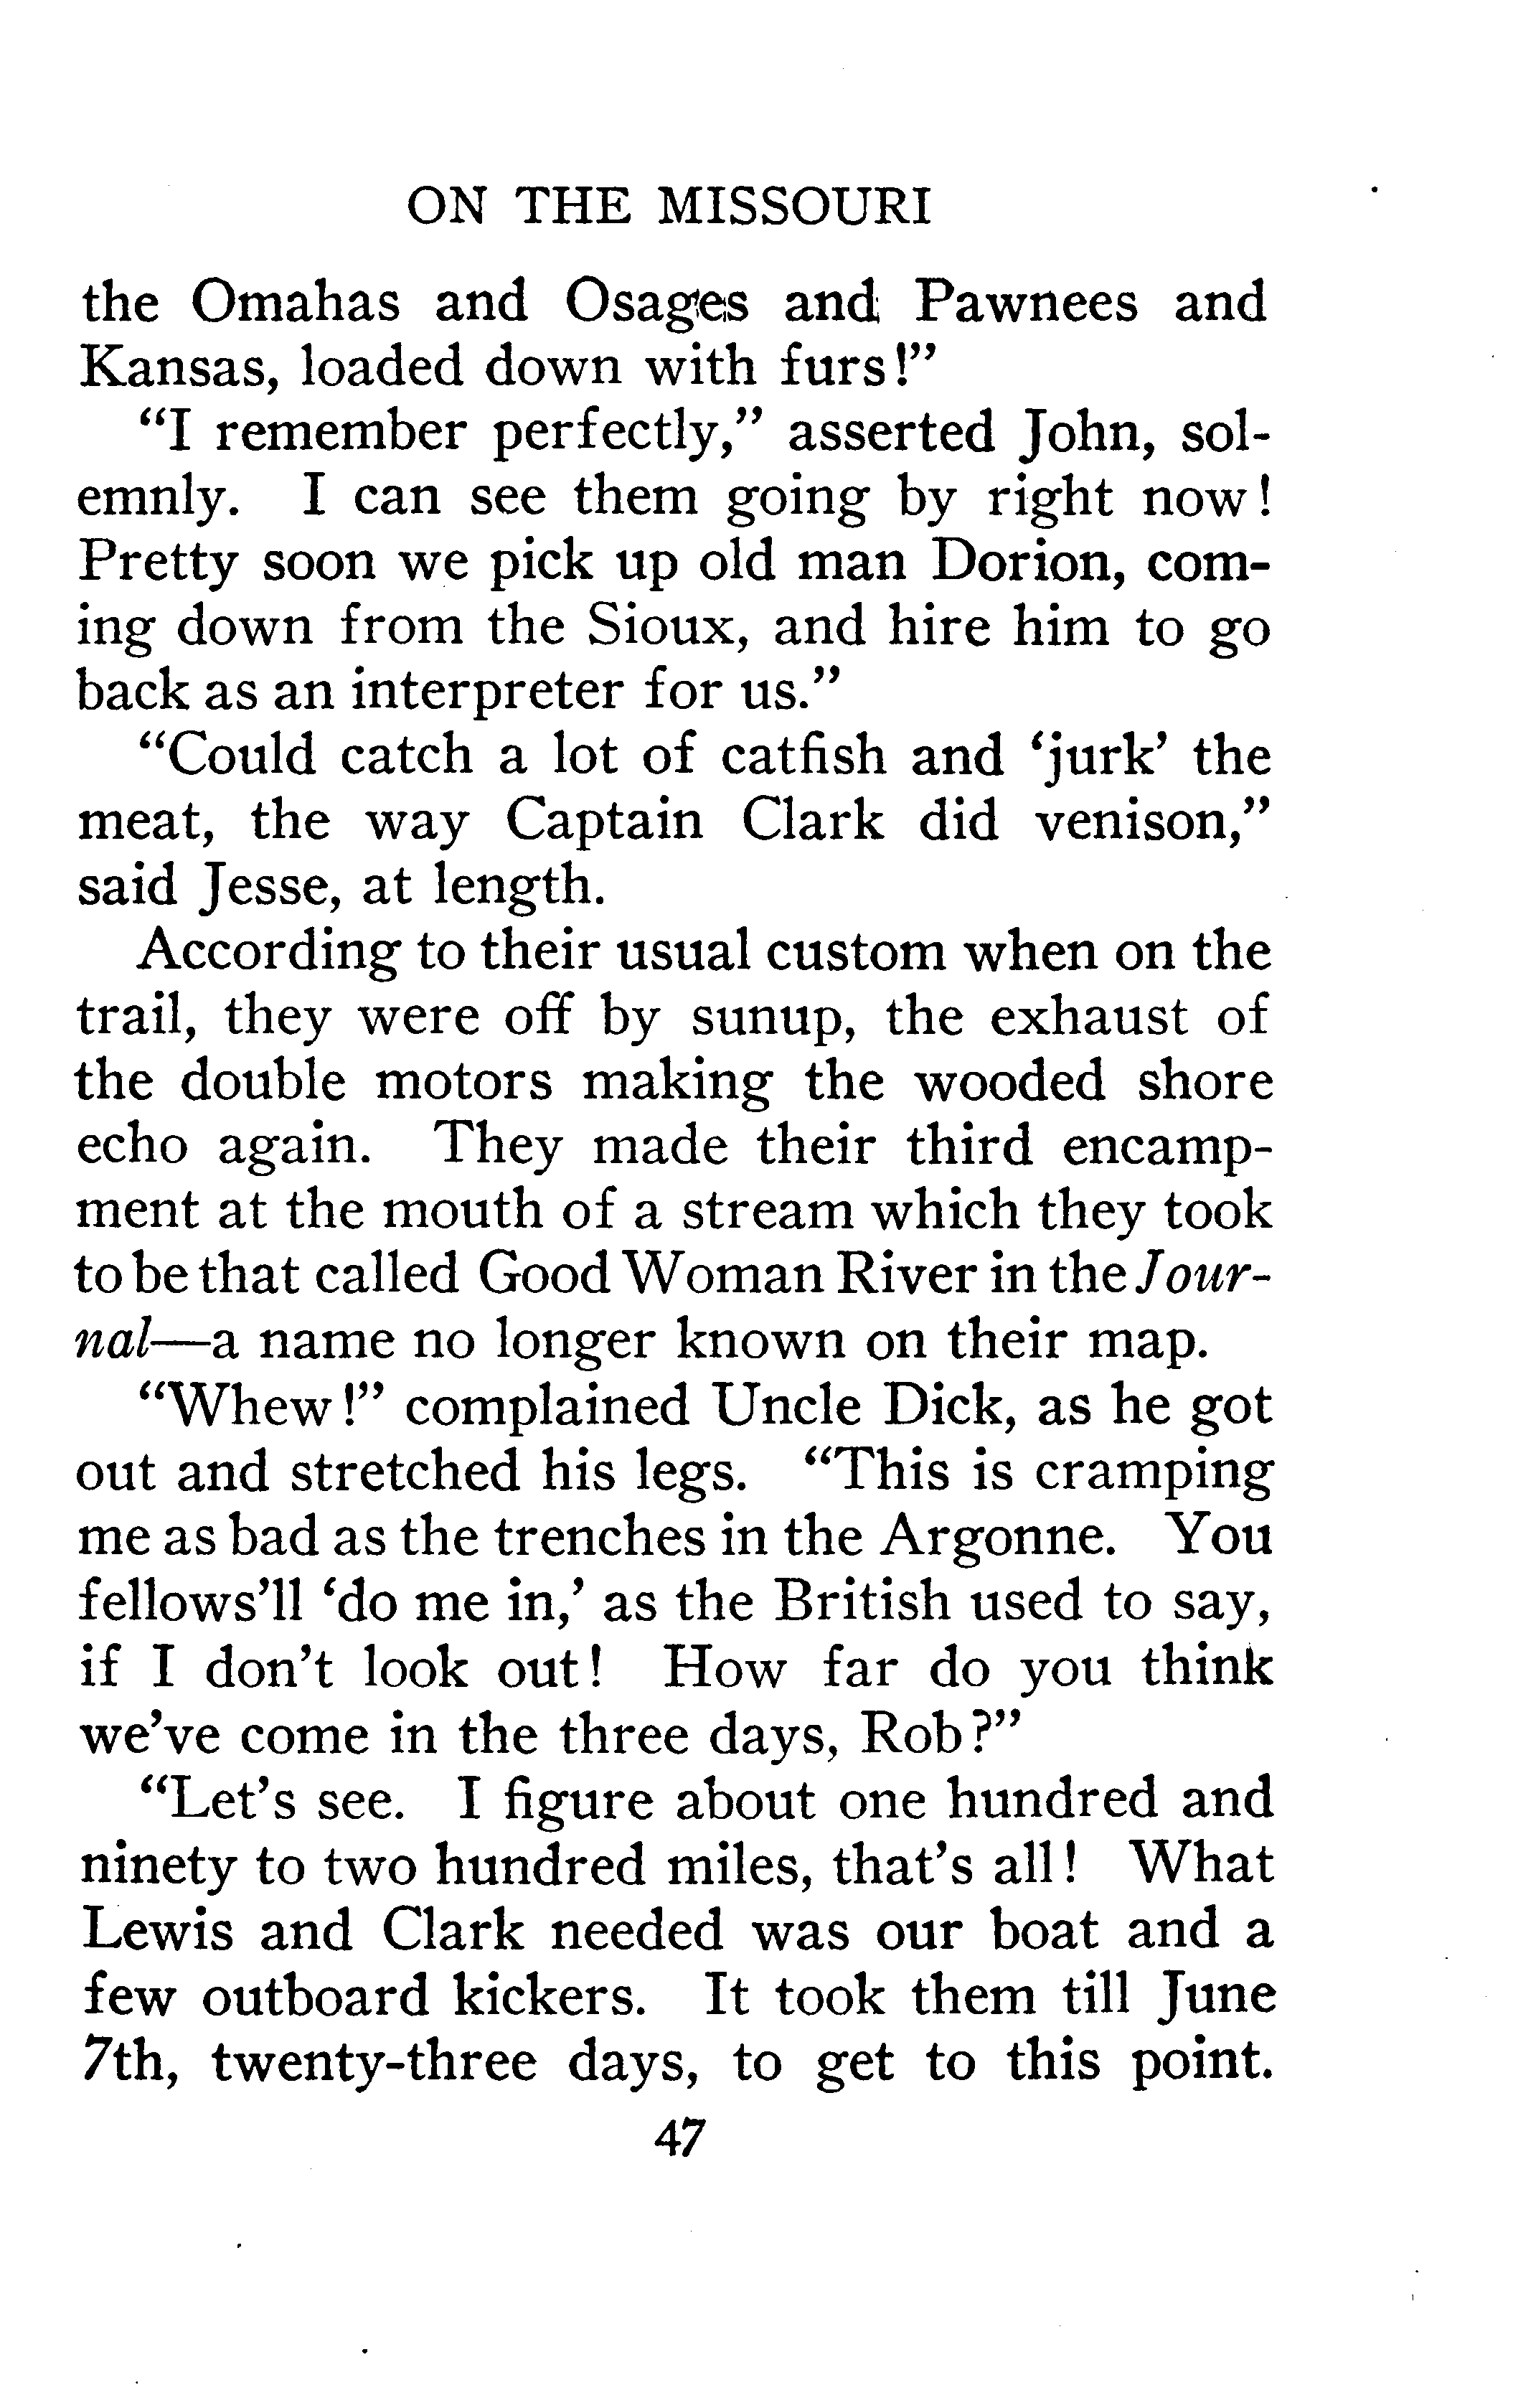 ON THE MISSOURI
the Omahas and Osages and Pawnees and
Kansas, loaded down with furs!”
“I remember perfectly,” asserted John, sol-
emnly. I can see them going by right now!
Pretty soon we pick up old man Dorion, com-
ing down from the Sioux, and hire him to go
back as an interpreter for us.”
“Could catch a lot of catfish and ‘jurk’ the
meat, the way Captain Clark did venison,”
said Jesse, at length.
According to their usual custom when on the
trail, they were off by sunup, the exhaust of
the double motors making the wooded shore
echo again. They made their third encamp-
ment at the mouth of a stream which they took
to be that called Good Woman River in the Jour-
nal—a name no longer known on their map.
“Whew!” complained Uncle Dick, as he got
out and stretched his legs. “This is cramping
me as bad as the trenches in the Argonne. You
fellows’ll ‘do me in,’ as the British used to say,
if I don’t look out! How far do you think
we’ve come in the three days, Rob?”
“Let’s see. I figure about one hundred and
ninety to two hundred miles, that’s all! What
Lewis and Clark needed was our boat and a
few outboard kickers. It took them till June
7th, twenty-three days, to get to this point.
47